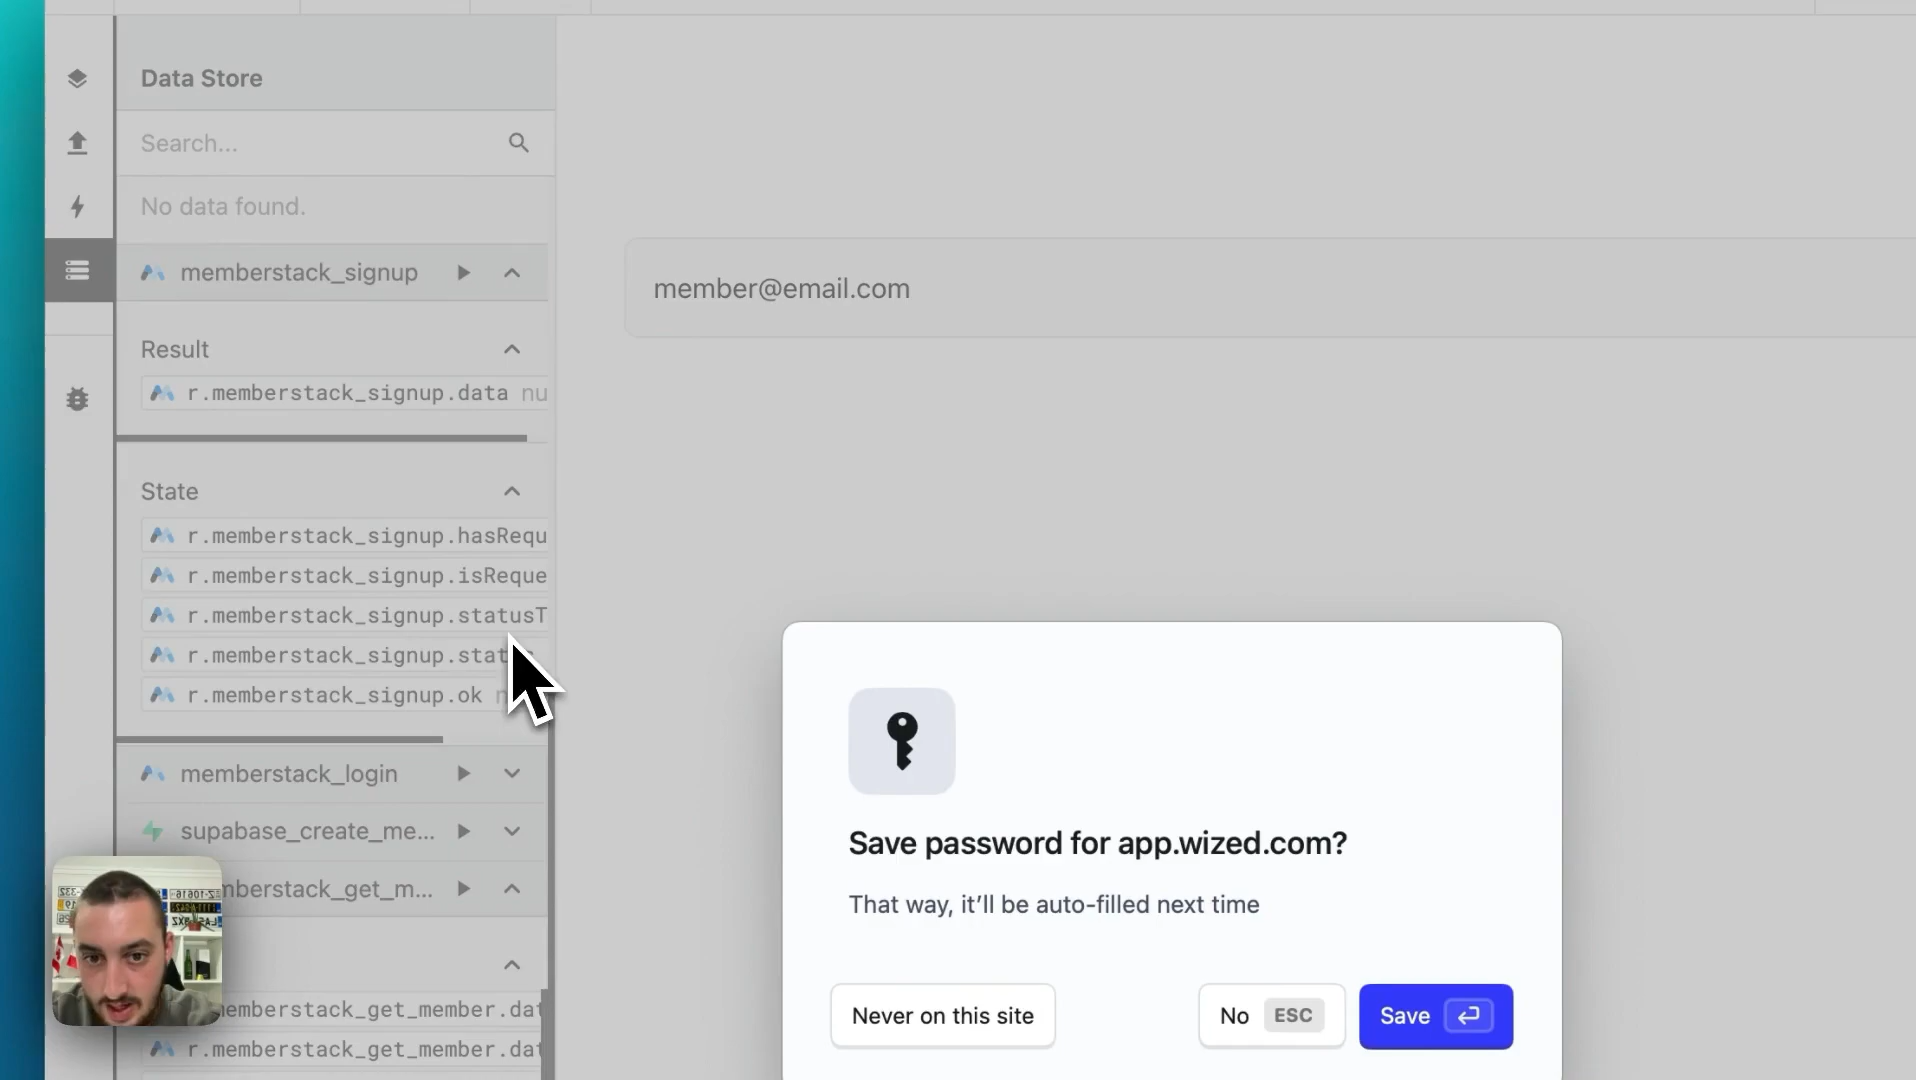 Data Store
Search...
No data found.
memberstack_signup
Result
r.memberstack_signup.data nu
State
r.memberstack_signup.hasRequ
r.memberstack_signup.isReque
r.memberstack_signup.statusT
r.memberstack_signup.stat
r.memberstack_signup.ok
memberstack_login
supabase_create_me...
mberstack_get_m...
emberstack_get_member.dat
r.memberstack_get_member.dat
member@email.com
Save password for app.wized.com?
That way, it’ll be auto-filled next time
Never on this site
No ESC
Save